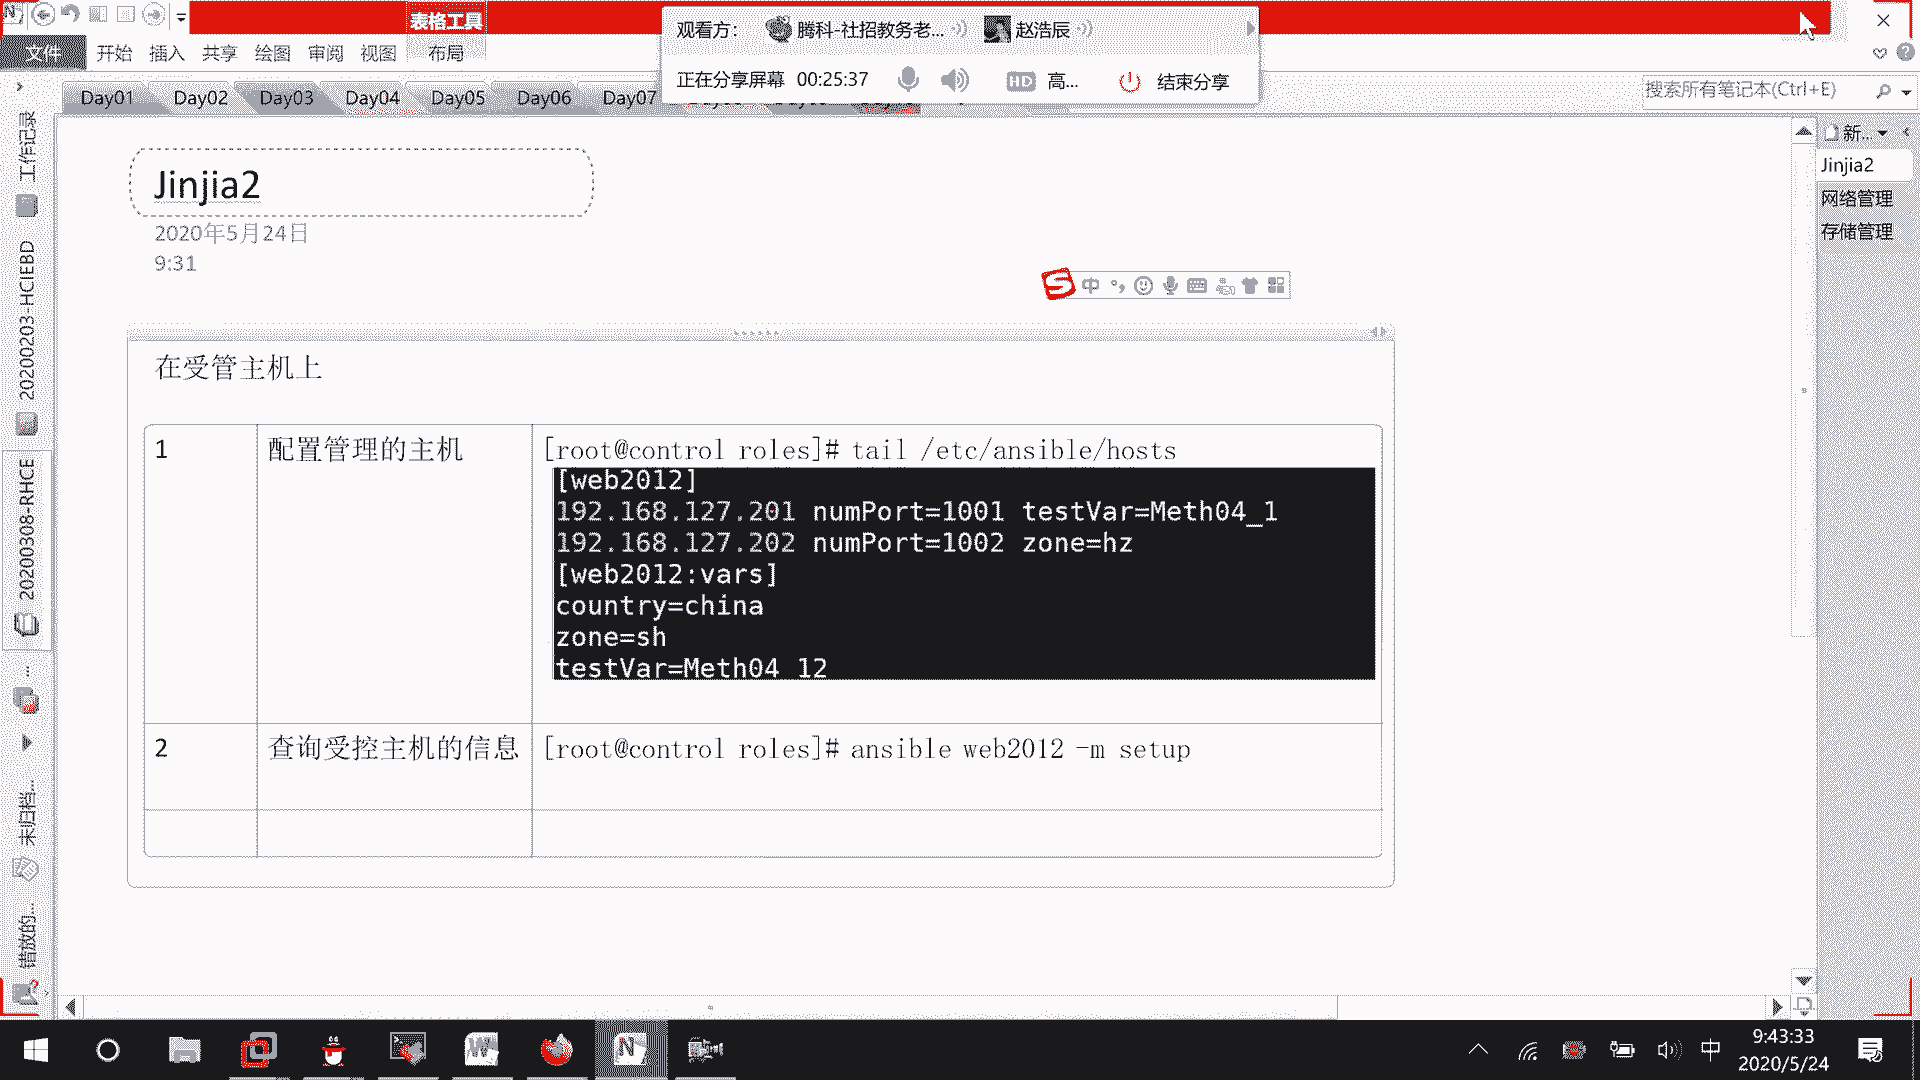 表格工具
文件 开始 插入 共享 绘图 审阅 视图 布局
观看方: 腾科-社招教务老... 赵浩辰
正在分享屏幕 00:25:37 HD 高... 结束分享
Day01 Day02 Day03 Day04 Day05 Day06 Day07
搜索所有笔记本(Ctrl+E)
新...
Jinjia2
网络管理
存储管理
工作记录
20200203-HCIEBD
20200308-RHCE
...
未归档...
错放的...
Jinjia2
2020年5月24日
9:31
中
在受管主机上
1 配置管理的主机 [root@control roles]# tail /etc/ansible/hosts
[web2012]
192.168.127.201 numPort=1001 testVar=Meth04_1
192.168.127.202 numPort=1002 zone=hz
[web2012:vars]
country=china
zone=sh
testVar=Meth04_12
2 查询受控主机的信息 [root@control roles]# ansible web2012 -m setup
中
9:43:33
2020/5/24